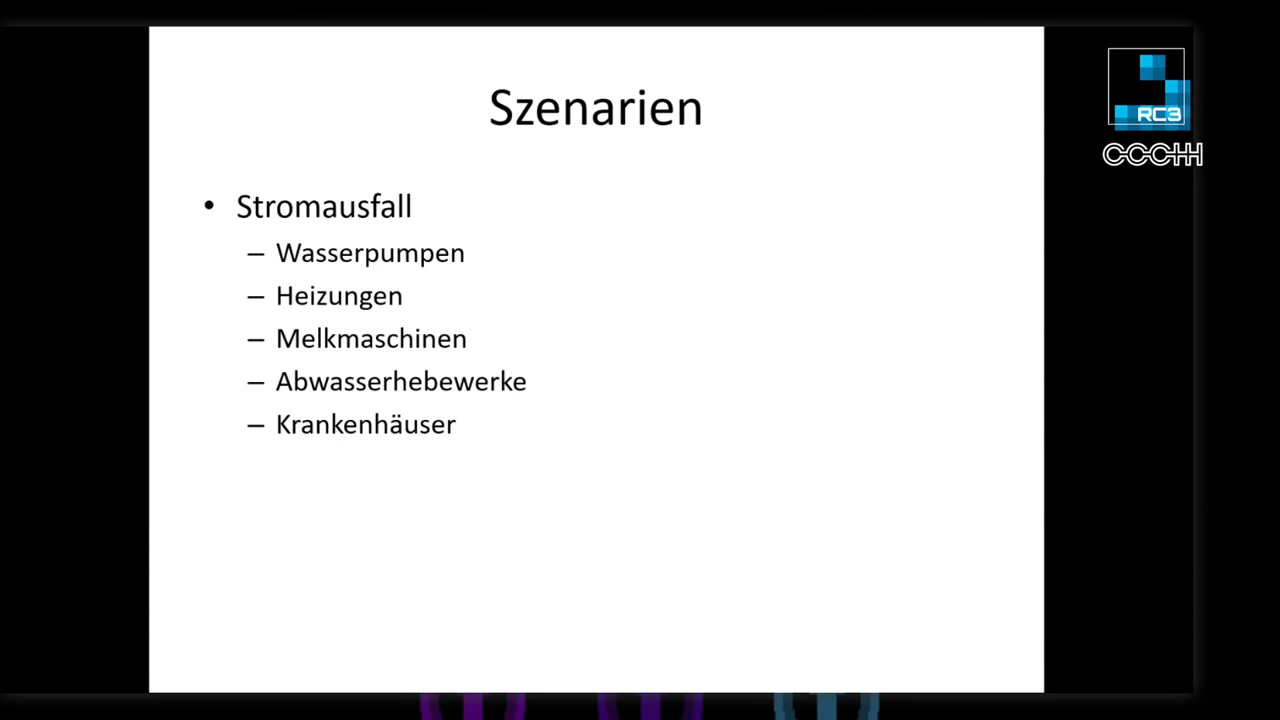 Szenarien
• Stromausfall
– Wasserpumpen
– Heizungen
– Melkmaschinen
– Abwasserhebewerke
– Krankenhäuser
RC3
CCCHH